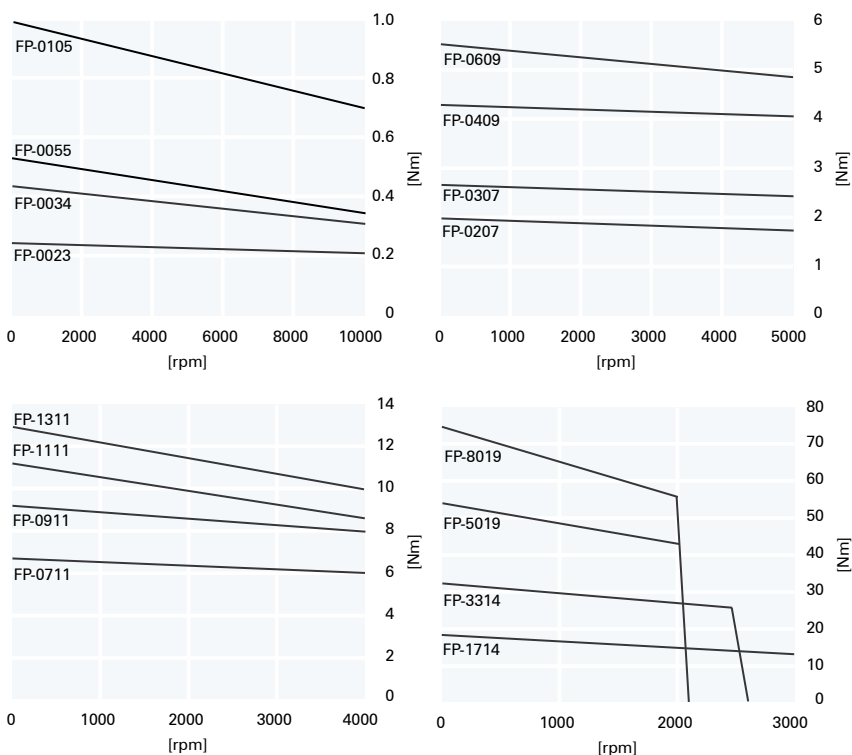 1.0
FP-0105
0.8
0.6
FP-0055
[Nm]
0.4
FP-0034
0.2
FP-0023
0
0 2000 4000 6000 8000 10000
[rpm]
6
FP-0609
5
4
FP-0409
[Nm]
3
FP-0307
2
FP-0207
1
0
0 1000 2000 3000 4000 5000
[rpm]
14
FP-1311
12
FP-1111
10
FP-0911
8
[Nm]
6
FP-0711
4
2
0
0 1000 2000 3000 4000
[rpm]
80
70
FP-8019
60
50
FP-5019
40
[Nm]
30
FP-3314
20
FP-1714
10
0
0 1000 2000 3000
[rpm]